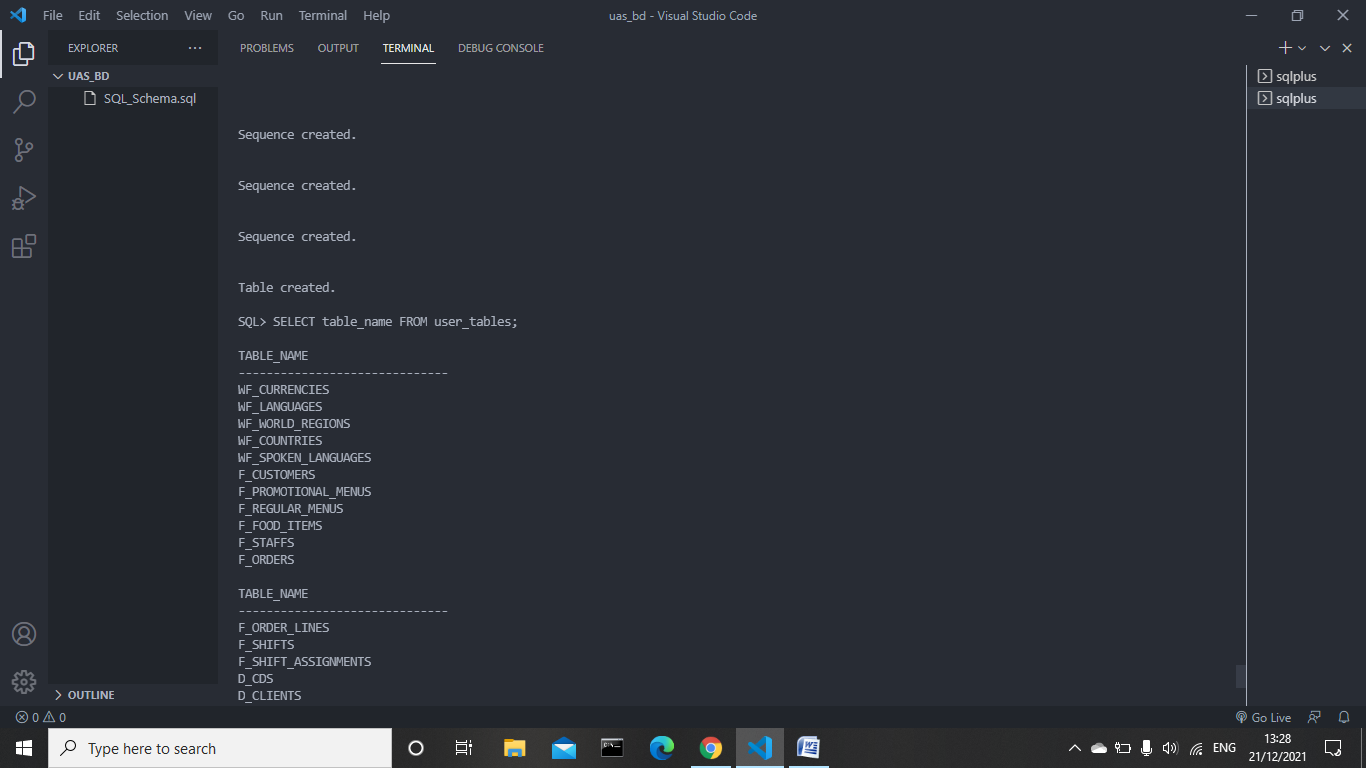 File Edit Selection View Go Run Terminal Help
uas_bd - Visual Studio Code
EXPLORER
UAS_BD
SQL_Schema.sql
OUTLINE
PROBLEMS OUTPUT TERMINAL DEBUG CONSOLE
Sequence created.
Sequence created.
Sequence created.
Table created.
SQL> SELECT table_name FROM user_tables;
TABLE_NAME
------------------------------
WF_CURRENCIES
WF_LANGUAGES
WF_WORLD_REGIONS
WF_COUNTRIES
WF_SPOKEN_LANGUAGES
F_CUSTOMERS
F_PROMOTIONAL_MENUS
F_REGULAR_MENUS
F_FOOD_ITEMS
F_STAFFS
F_ORDERS
TABLE_NAME
------------------------------
F_ORDER_LINES
F_SHIFTS
F_SHIFT_ASSIGNMENTS
D_CDS
D_CLIENTS
sqlplus
sqlplus
0 0
Go Live
Type here to search
ENG
13:28
21/12/2021